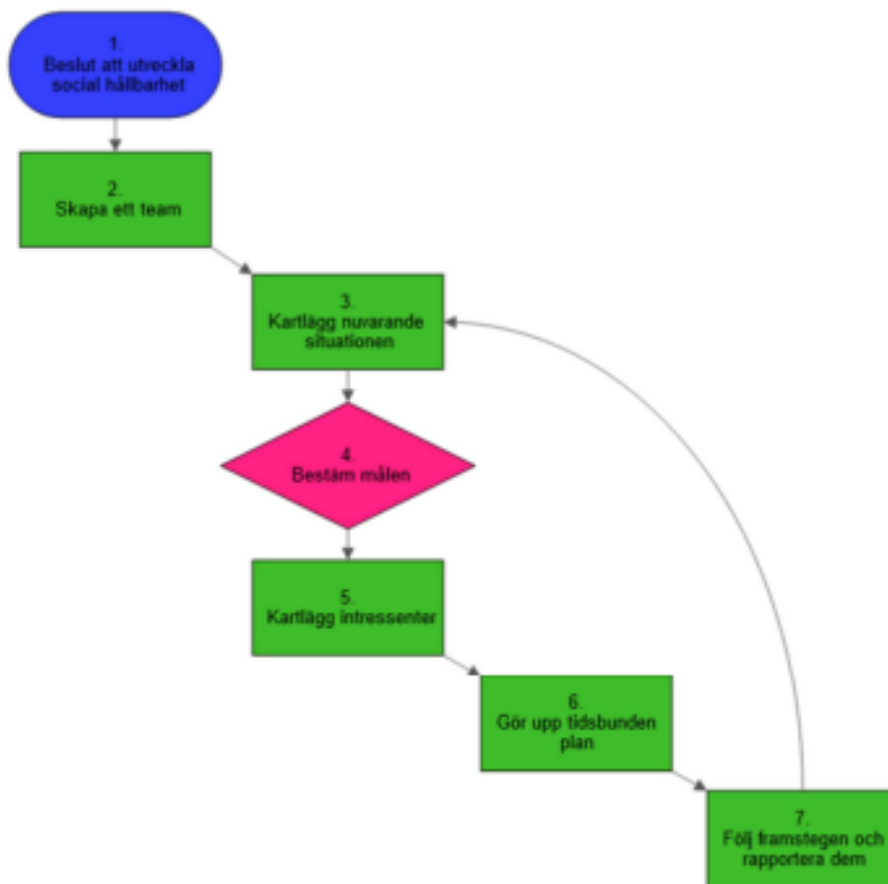 1.
Beslut att utveckla
social hållbarhet
2.
Skapa ett team
3.
Kartlägg nuvarande
situationen
4.
Bestäm målen
5.
Kartlägg intressenter
6.
Gör upp tidsbunden
plan
7.
Följ framstegen och
rapportera dem